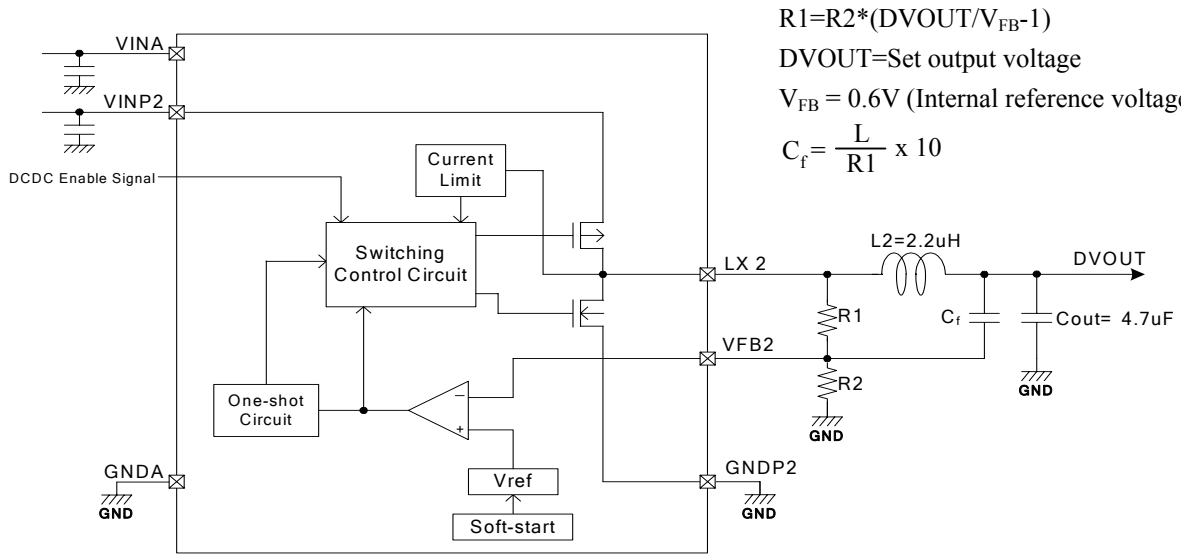 R1=R2*(DVOUT/VFB-1)
DVOUT=Set output voltage
VFB = 0.6V (Internal reference voltage
Cf = L/R1 x 10
VINA
VINP2
DCDC Enable Signal
Current
Limit
Switching
Control Circuit
LX 2
L2=2.2uH
DVOUT
R1
Cf
Cout= 4.7uF
VFB2
R2
GND
GND
One-shot
Circuit
−
+
GNDA
GND
Vref
Soft-start
GNDP2
GND